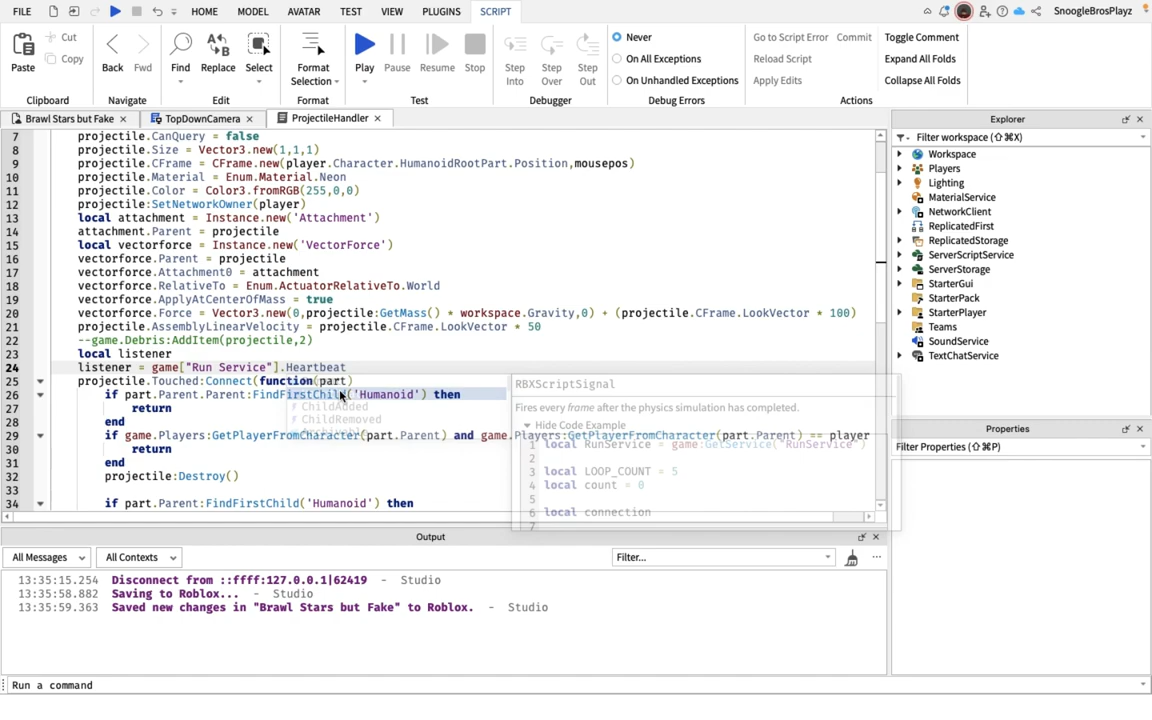 FILE HOME MODEL AVATAR TEST VIEW PLUGINS SCRIPT SnoogleBrosPlayz
Paste Cut Copy Back Fwd Find Replace Select Format Selection Play Pause Resume Stop Step Into Step Over Step Out
Never
On All Exceptions
On Unhandled Exceptions
Go to Script Error Commit Toggle Comment
Reload Script Expand All Folds
Apply Edits Collapse All Folds
Clipboard Navigate Edit Format Test Debugger Debug Errors Actions
Brawl Stars but Fake × TopDownCamera × ProjectileHandler ×
7 projectile.CanQuery = false
8 projectile.Size = Vector3.new(1,1,1)
9 projectile.CFrame = CFrame.new(player.Character.HumanoidRootPart.Position,mousepos)
10 projectile.Material = Enum.Material.Neon
11 projectile.Color = Color3.fromRGB(255,0,0)
12 projectile:SetNetworkOwner(player)
13 local attachment = Instance.new('Attachment')
14 attachment.Parent = projectile
15 local vectorforce = Instance.new('VectorForce')
16 vectorforce.Parent = projectile
17 vectorforce.Attachment0 = attachment
18 vectorforce.RelativeTo = Enum.ActuatorRelativeTo.World
19 vectorforce.ApplyAtCenterOfMass = true
20 vectorforce.Force = Vector3.new(0,projectile:GetMass() * workspace.Gravity,0) + (projectile.CFrame.LookVector * 100)
21 projectile.AssemblyLinearVelocity = projectile.CFrame.LookVector * 50
22 --game.Debris:AddItem(projectile,2)
23 local listener
24 listener = game["Run Service"].Heartbeat
25 projectile.Touched:Connect(function(part)
26 if part.Parent.Parent:FindFirstChild('Humanoid') then
27 return
28 end
29 if game.Players:GetPlayerFromCharacter(part.Parent) and game.Players:GetPlayerFromCharacter(part.Parent) == player
30 return
31 end
32 projectile:Destroy()
33
34 if part.Parent:FindFirstChild('Humanoid') then
ChildAdded
ChildRemoved
RBXScriptSignal
Fires every frame after the physics simulation has completed.
Hide Code Example
1 local RunService = game:GetService("RunService")
2
3 local LOOP_COUNT = 5
4 local count = 0
5
6 local connection
7
Explorer
Filter workspace (⇧⌘X)
Workspace
Players
Lighting
MaterialService
NetworkClient
ReplicatedFirst
ReplicatedStorage
ServerScriptService
ServerStorage
StarterGui
StarterPack
StarterPlayer
Teams
SoundService
TextChatService
Properties
Filter Properties (⇧⌘P)
Output
All Messages All Contexts Filter...
13:35:15.254 Disconnect from ::ffff:127.0.0.1|62419 - Studio
13:35:58.882 Saving to Roblox... - Studio
13:35:59.363 Saved new changes in "Brawl Stars but Fake" to Roblox. - Studio
Run a command